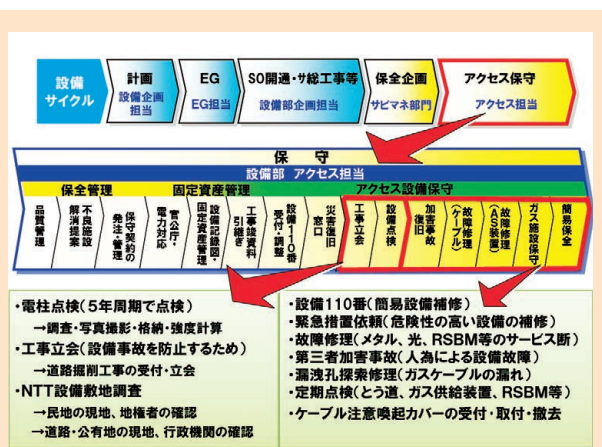 設備
サイクル
計画
設備企画
担当
EG
EG担当
SO開通・サ総工事等
設備部企画担当
保全企画
サビマネ部門
アクセス保守
アクセス担当
保 守
設備部 アクセス担当
保全管理
固定資産管理
アクセス設備保守
品質管理
不良施設
解消提案
保守契約の
発注・管理
官公庁・
電力対応
設備記録図・
固定資産管理
工事竣資料
引継ぎ
設備110番
受付・調整
災害復旧
窓口
工事立会
設備点検
加害事故
復旧
故障修理
(ケーブル)
故障修理
(AS装置)
ガス施設保守
簡易保全
・電柱点検(5年周期で点検)
→調査・写真撮影・格納・強度計算
・工事立会(設備事故を防止するため)
→道路掘削工事の受付・立会
・NTT設備敷地調査
→民地の現地、地権者の確認
→道路・公有地の現地、行政機関の確認
・設備110番(簡易設備補修)
・緊急措置依頼(危険性の高い設備の補修)
・故障修理(メタル、光、RSBM等のサービス断)
・第三者加害事故(人為による設備故障)
・漏洩孔探索修理(ガスケーブルの漏れ)
・定期点検(とう道、ガス供給装置、RSBM等)
・ケーブル注意喚起カバーの受付・取付・撤去